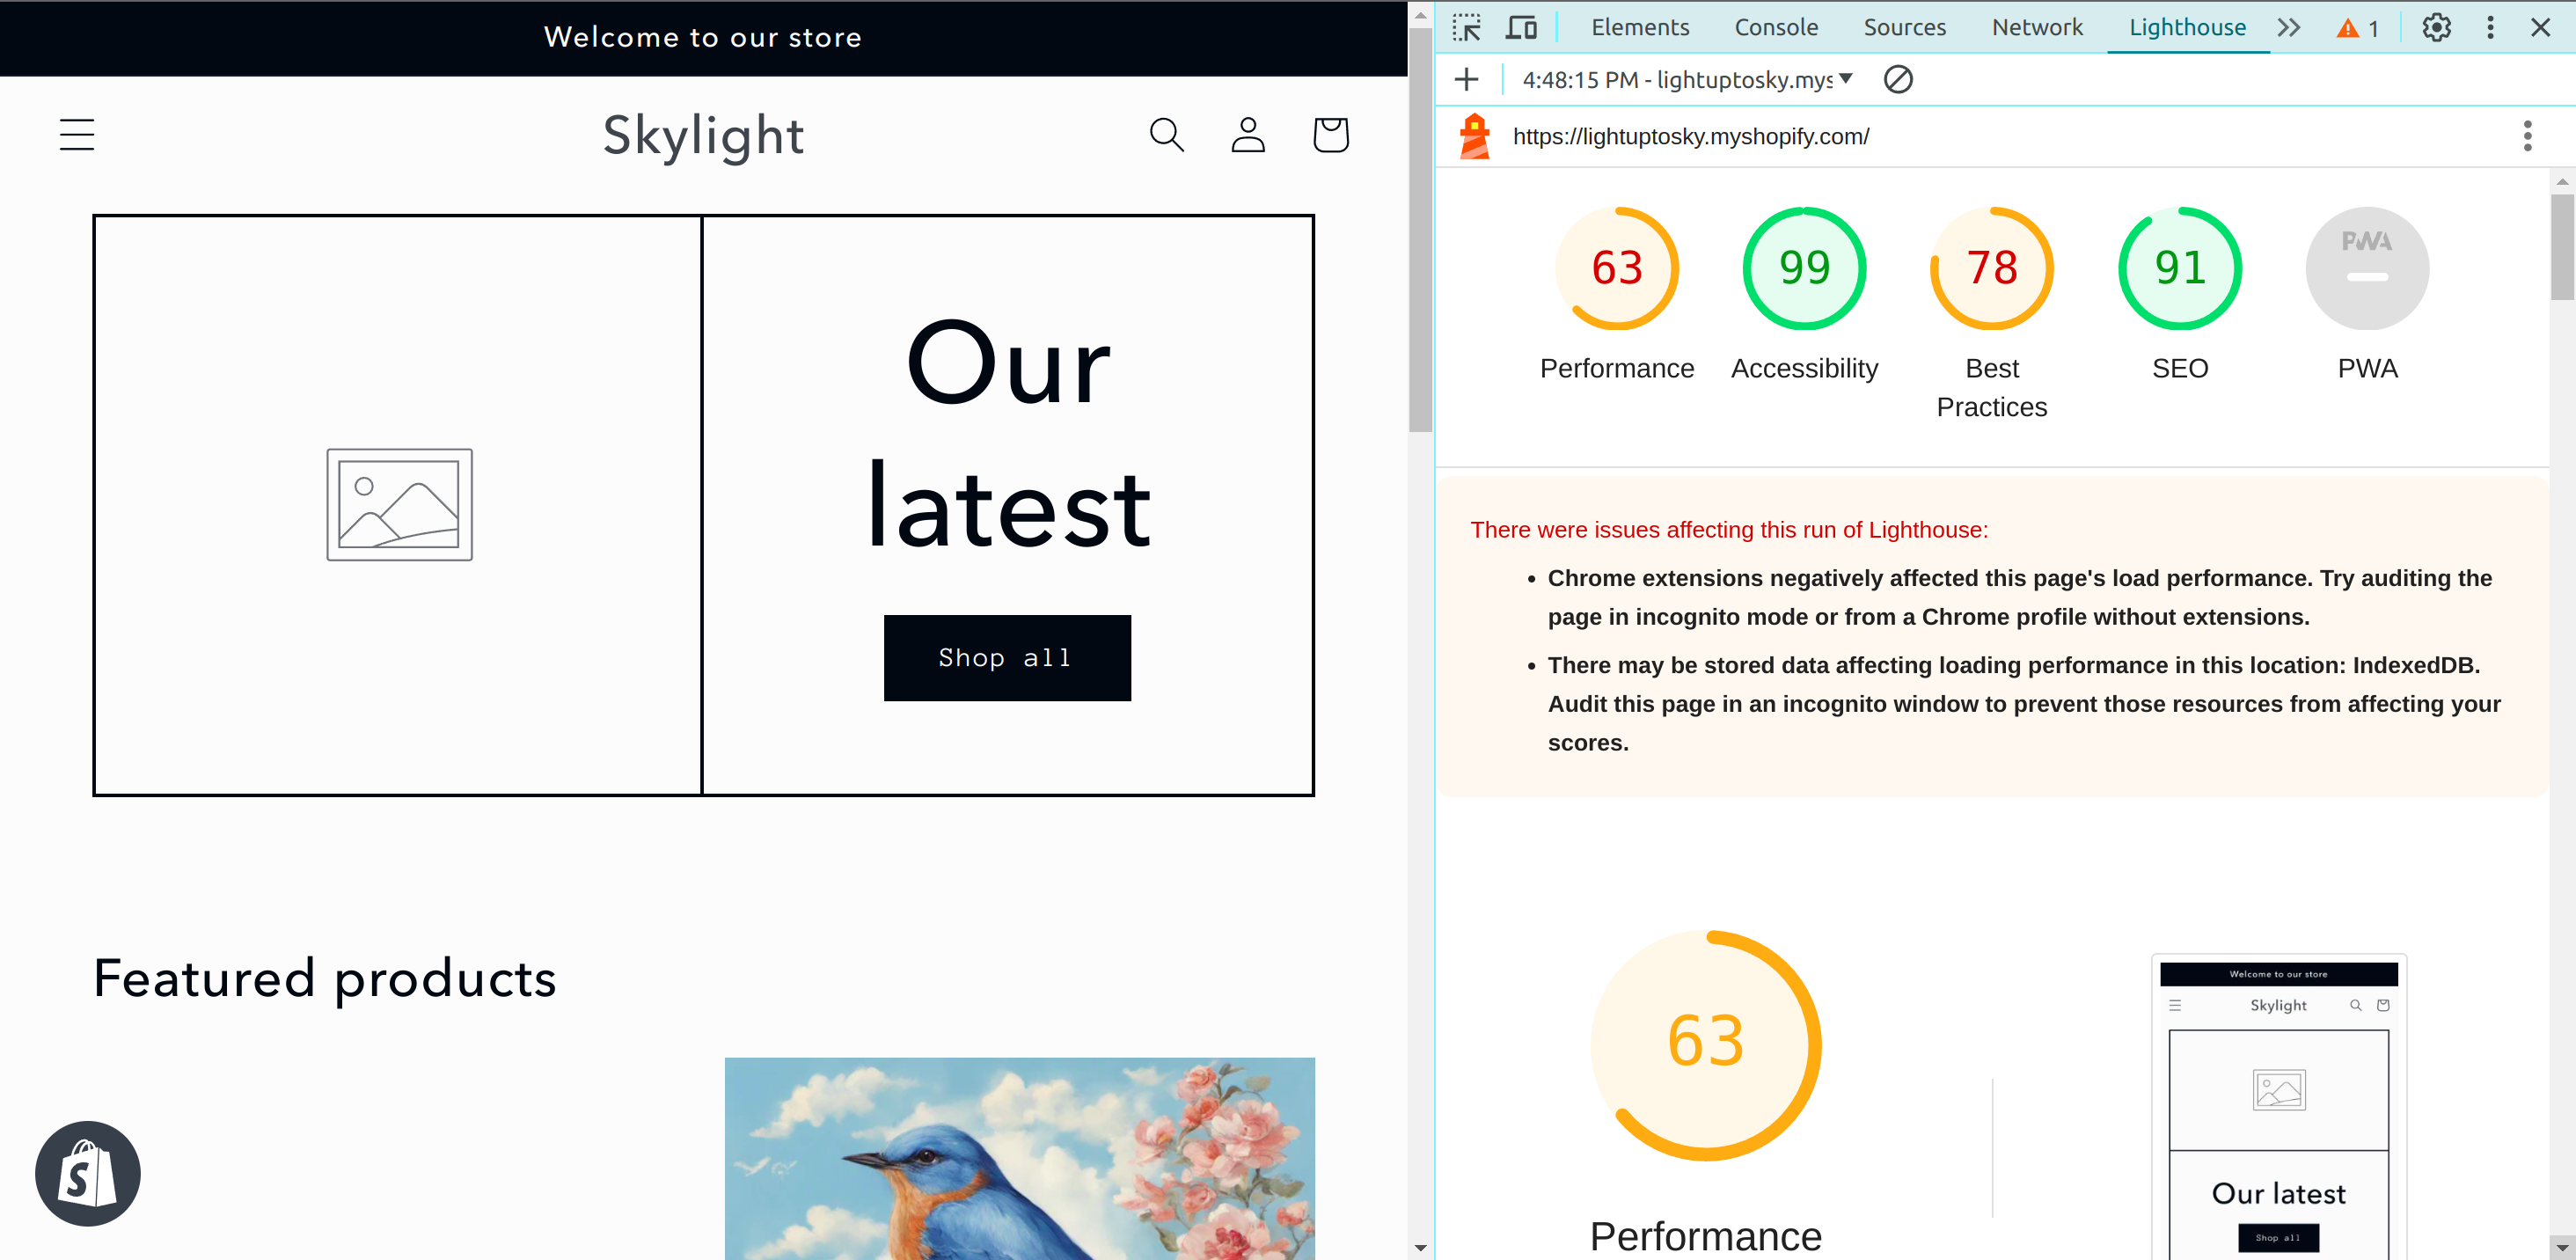 Welcome to our store
Skylight
Our
latest
Shop all
Featured products
S
Elements Console Sources Network Lighthouse 1
4:48:15 PM - lightuptosky.mys
https://lightuptosky.myshopify.com/
63 99 78 91 PWA
Performance Accessibility Best Practices SEO PWA
There were issues affecting this run of Lighthouse:
• Chrome extensions negatively affected this page's load performance. Try auditing the
page in incognito mode or from a Chrome profile without extensions.
• There may be stored data affecting loading performance in this location: IndexedDB.
Audit this page in an incognito window to prevent those resources from affecting your
scores.
63
Performance
Welcome to our store
Skylight
Our latest
Shop all